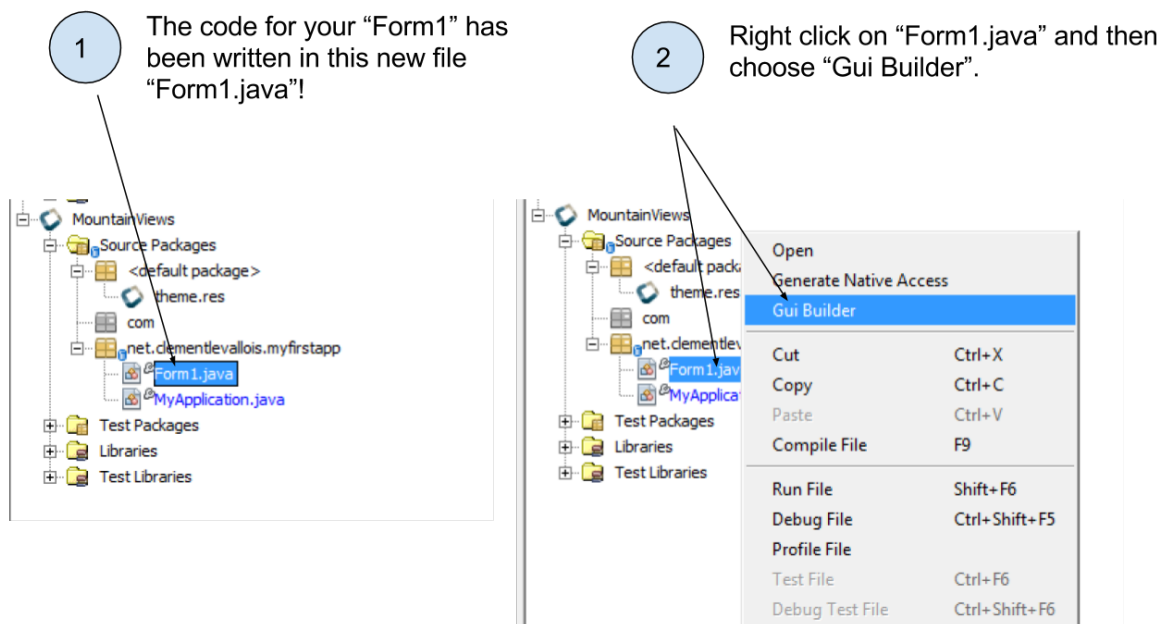 1
The code for your “Form1” has
been written in this new file
“Form1.java”!
2
Right click on “Form1.java” and then
choose “Gui Builder”.
MountainViews
Source Packages
<default package>
theme.res
com
net.clementlevallois.myfirstapp
Form1.java
MyApplication.java
Test Packages
Libraries
Test Libraries
MountainViews
Source Packages
<default pack
theme.res
com
net.clementlev
Form1.jav
MyApplica
Test Packages
Libraries
Test Libraries
Open
Generate Native Access
Gui Builder
Cut Ctrl+X
Copy Ctrl+C
Paste Ctrl+V
Compile File F9
Run File Shift+F6
Debug File Ctrl+Shift+F5
Profile File
Test File Ctrl+F6
Debug Test File Ctrl+Shift+F6